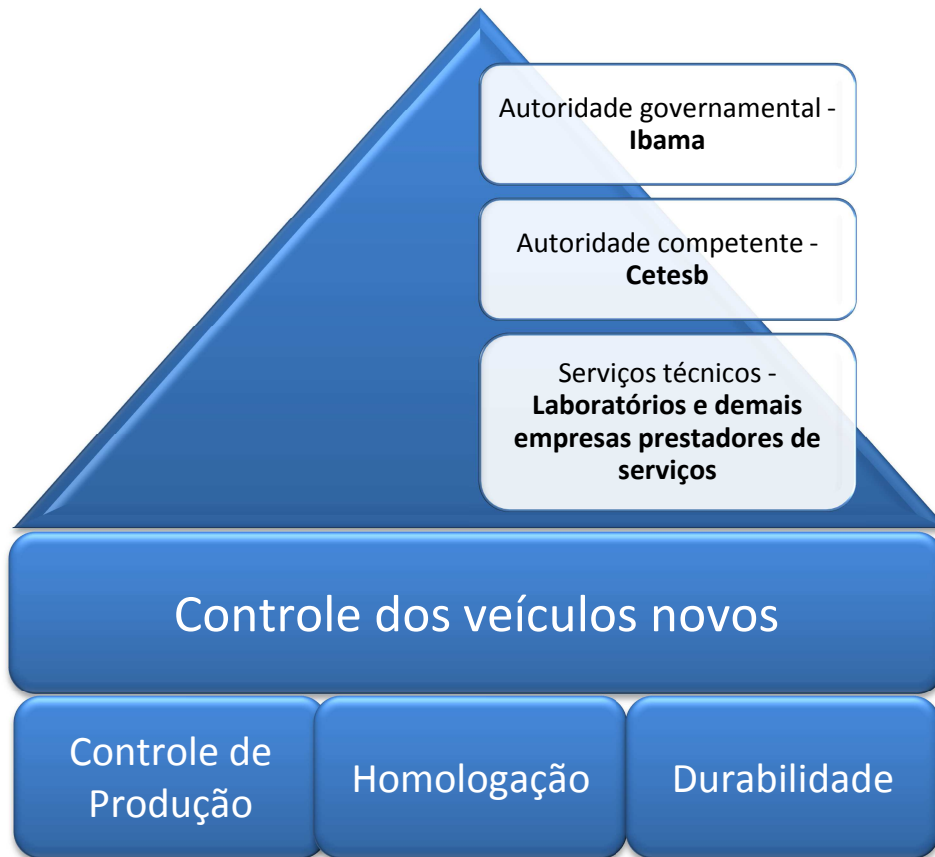 Autoridade governamental -
Ibama
Autoridade competente -
Cetesb
Serviços técnicos -
Laboratórios e demais
empresas prestadores de
serviços
Controle dos veículos novos
Controle de
Produção
Homologação
Durabilidade